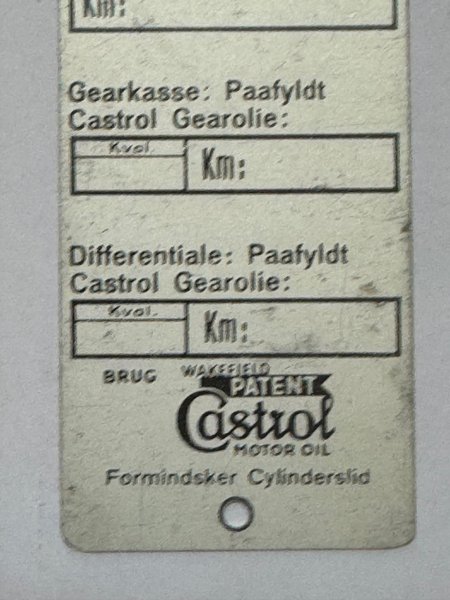 Km:
Gearkasse: Paafyldt
Castrol Gearolie:
Kval.
Km:
Differentiale: Paafyldt
Castrol Gearolie:
Kval.
Km:
BRUG WAKEFIELD
PATENT
Castrol
MOTOR OIL
Formindsker Cylinderslid